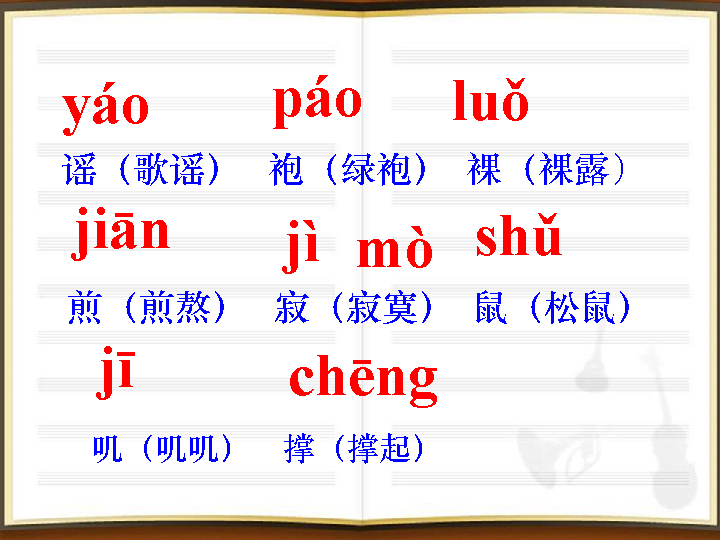 yáo páo luǒ
谣（歌谣） 袍（绿袍） 裸（裸露）
jiān jì mò shǔ
煎（煎熬） 寂（寂寞） 鼠（松鼠）
jī chēng
叽（叽叽） 撑（撑起）